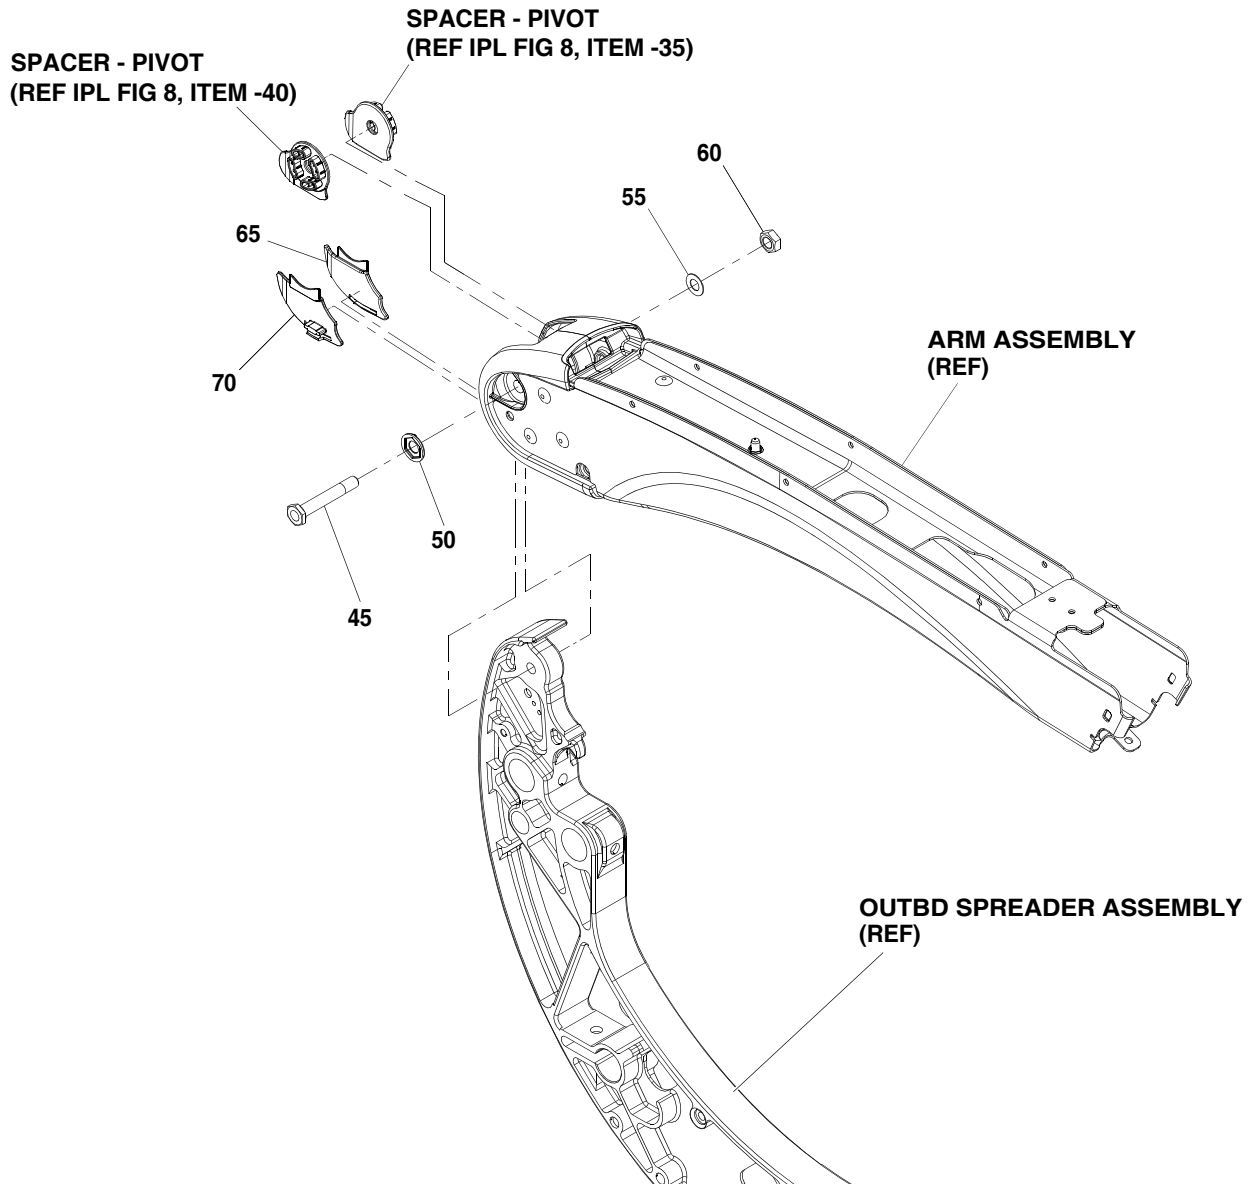 SPACER - PIVOT
(REF IPL FIG 8, ITEM -35)
SPACER - PIVOT
(REF IPL FIG 8, ITEM -40)
60
55
65
ARM ASSEMBLY
(REF)
70
50
45
OUTBD SPREADER ASSEMBLY
(REF)